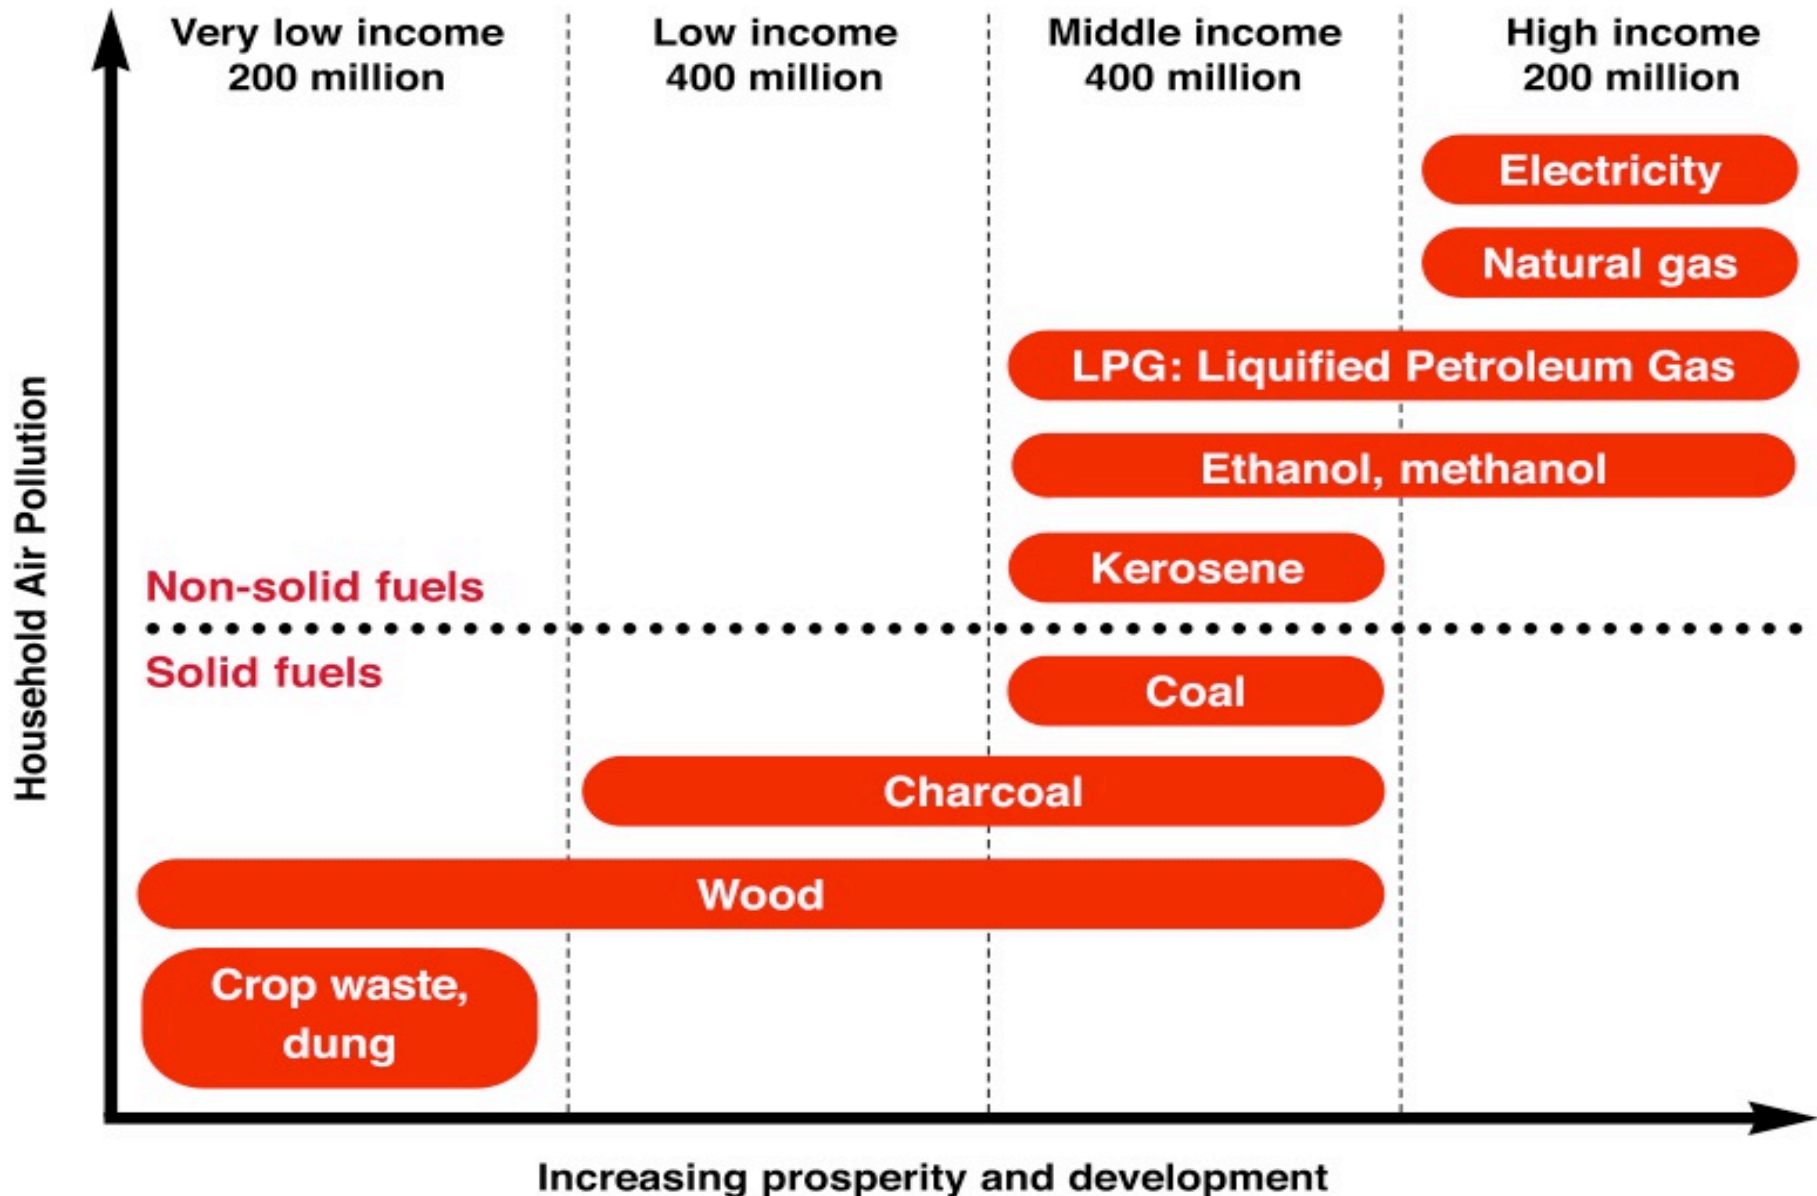 Very low income
200 million
Low income
400 million
Middle income
400 million
High income
200 million
Electricity
Natural gas
LPG: Liquified Petroleum Gas
Ethanol, methanol
Kerosene
Non-solid fuels
Solid fuels
Coal
Charcoal
Wood
Crop waste,
dung
Household Air Pollution
Increasing prosperity and development